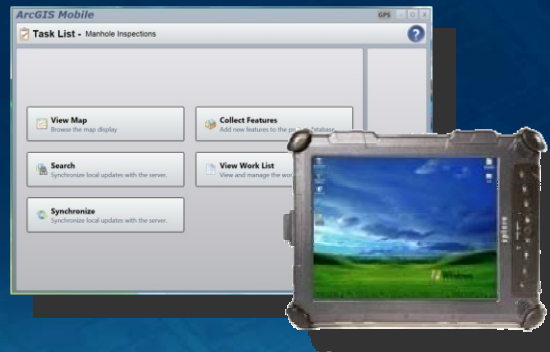 ArcGIS Mobile
GPS
Task List - Manhole Inspections
?
View Map
Browse the map display
Collect Features
Add new features to the project database.
Search
Synchronize local updates with the server.
View Work List
View and manage the wor
Synchronize
Synchronize local updates with the server.
xplore
Windows